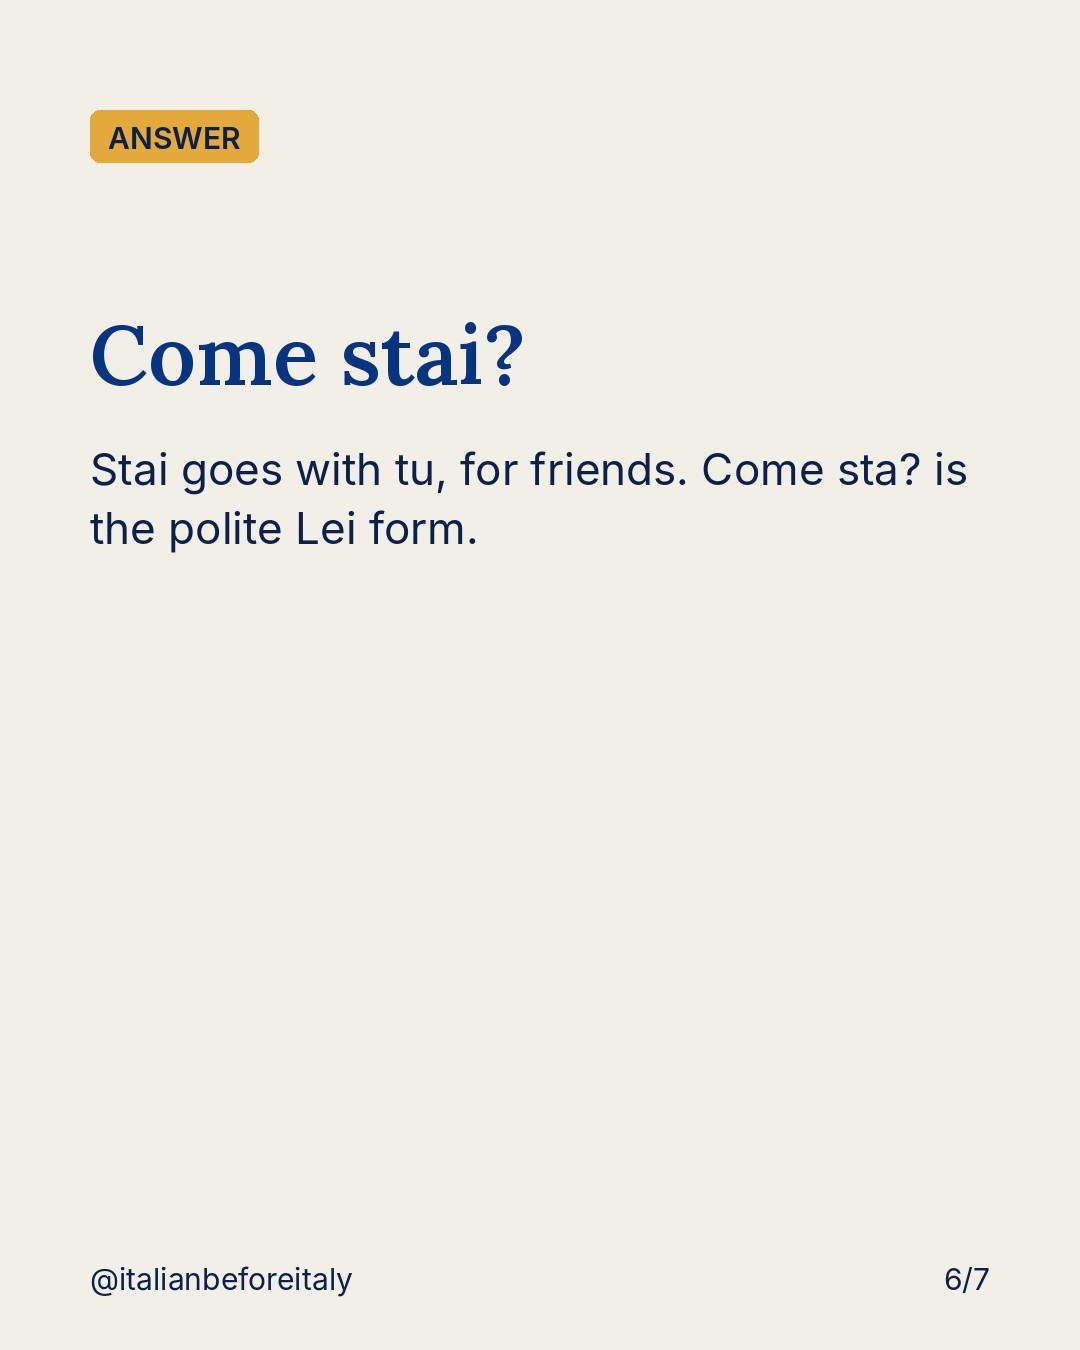 ANSWER
Come stai?
Stai goes with tu, for friends. Come sta? is
the polite Lei form.
@italianbeforeitaly
6/7